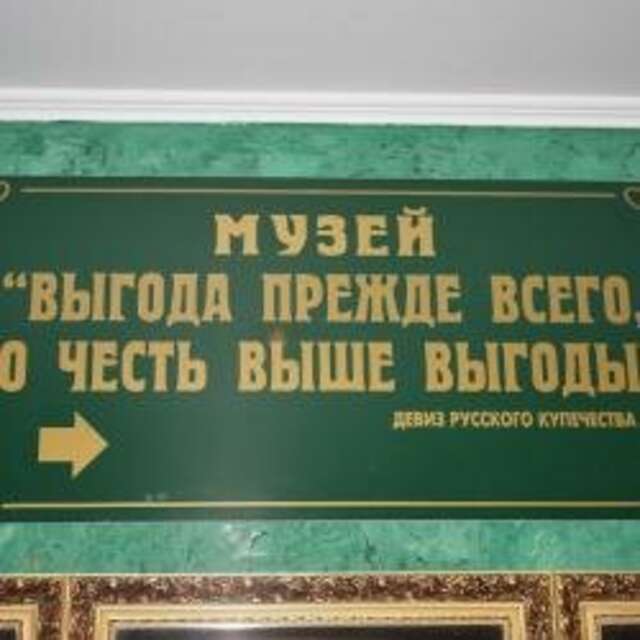 МУЗЕЙ
“ВЫГОДА ПРЕЖДЕ ВСЕГО,
О ЧЕСТЬ ВЫШЕ ВЫГОДЫ
ДЕВИЗ РУССКОГО КУПЕЧЕСТВА